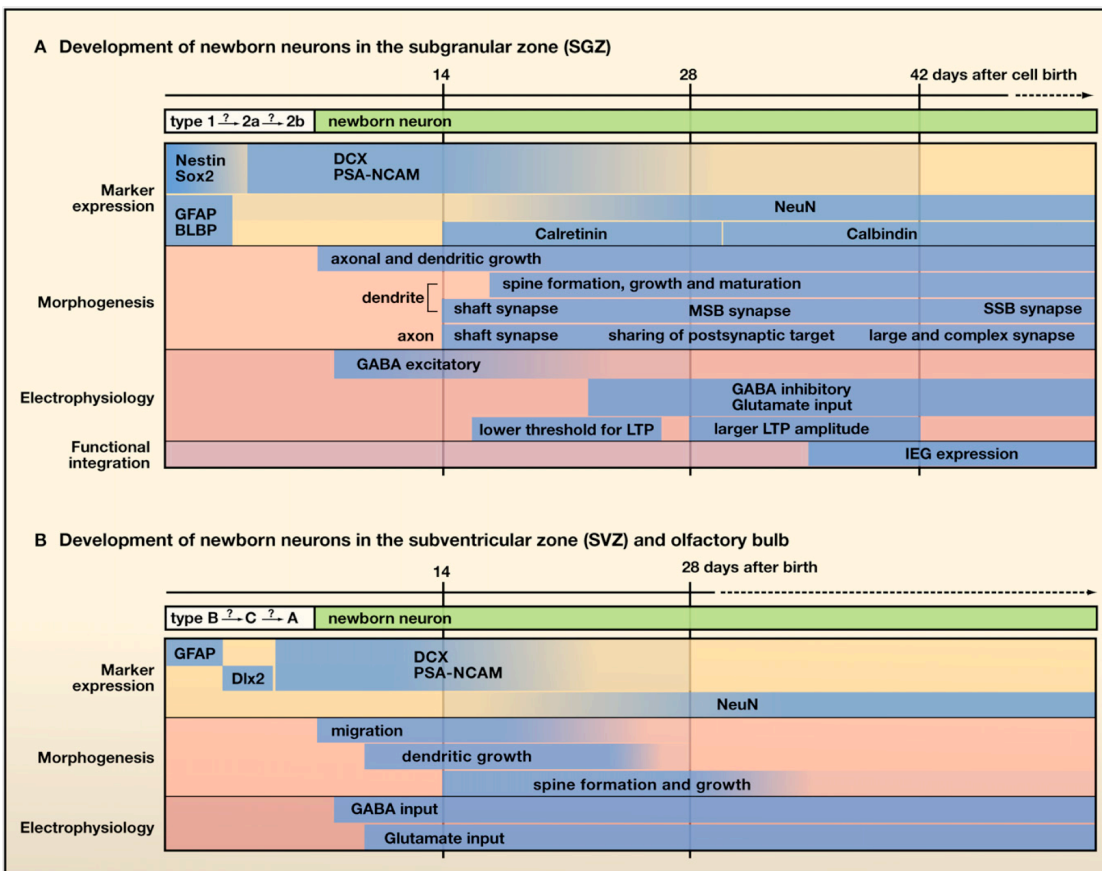 A Development of newborn neurons in the subgranular zone (SGZ)
14 28 42 days after cell birth
type 1 ?→ 2a ?→ 2b newborn neuron
Marker expression
Nestin
Sox2
DCX
PSA-NCAM
GFAP
BLBP
NeuN
Calretinin Calbindin
Morphogenesis
axonal and dendritic growth
dendrite
spine formation, growth and maturation
shaft synapse MSB synapse SSB synapse
axon shaft synapse sharing of postsynaptic target large and complex synapse
Electrophysiology
GABA excitatory
GABA inhibitory
Glutamate input
lower threshold for LTP larger LTP amplitude
Functional integration
IEG expression
B Development of newborn neurons in the subventricular zone (SVZ) and olfactory bulb
14 28 days after birth
type B ?→ C ?→ A newborn neuron
Marker expression
GFAP
Dlx2
DCX
PSA-NCAM
NeuN
Morphogenesis
migration
dendritic growth
spine formation and growth
Electrophysiology
GABA input
Glutamate input